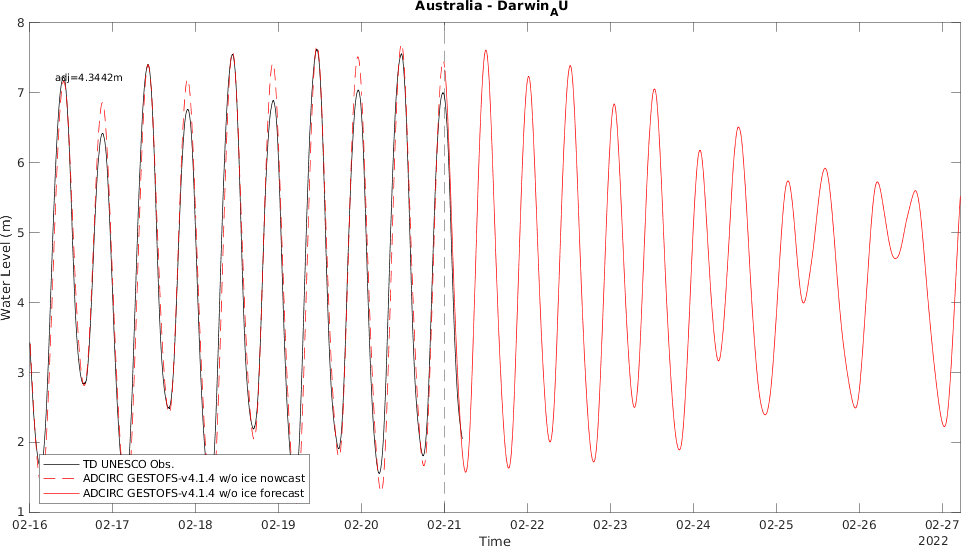 Australia - DarwinAU
8
adj=4.3442m
7
6
5
Water Level (m)
4
3
2
TD UNESCO Obs.
ADCIRC GESTOFS-v4.1.4 w/o ice nowcast
ADCIRC GESTOFS-v4.1.4 w/o ice forecast
1
02-16 02-17 02-18 02-19 02-20 02-21 02-22 02-23 02-24 02-25 02-26 02-27
Time 2022